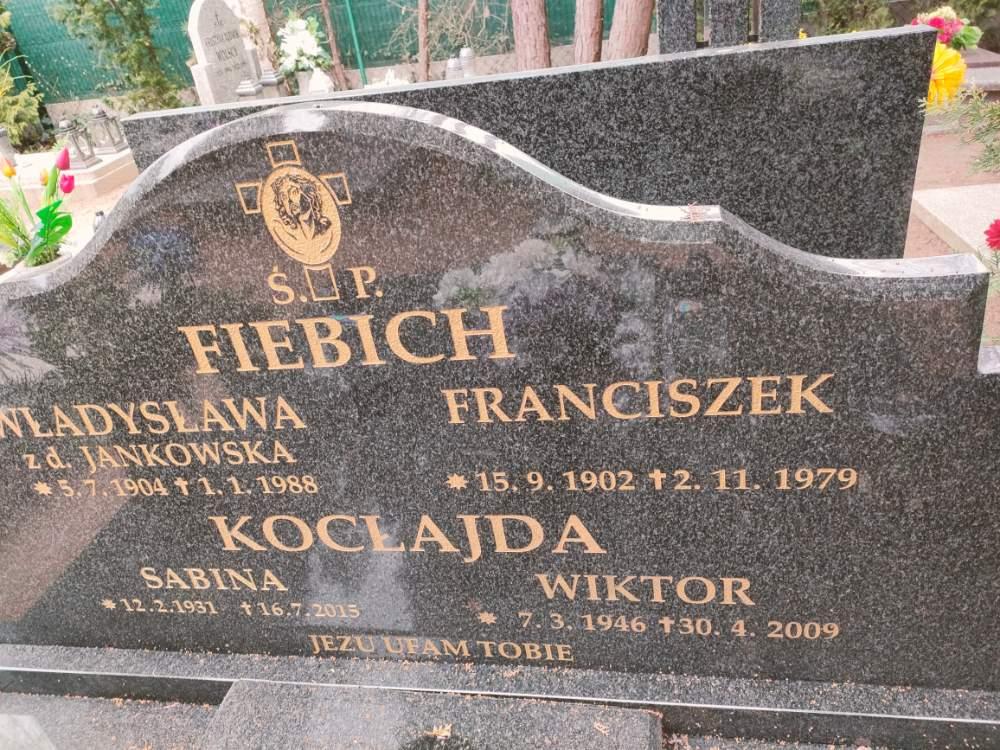 Ś. P.
FIEBICH
WŁADYSŁAWA FRANCISZEK
z d. JANKOWSKA
* 5.7.1904 † 1.1.1988 * 15. 9. 1902 † 2. 11. 1979
KOCŁAJDA
SABINA WIKTOR
* 12.2.1931 † 16.7.2015 * 7. 3. 1946 † 30. 4. 2009
JEZU UFAM TOBIE